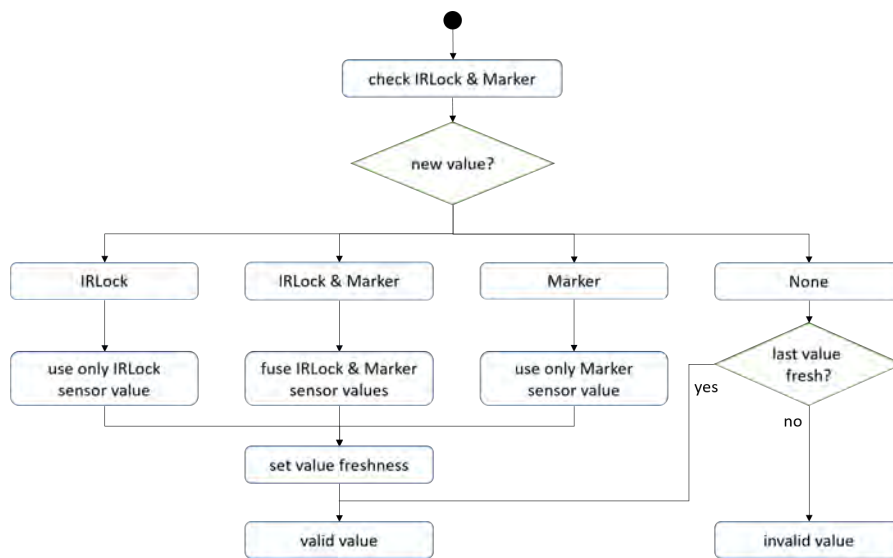 check IRLock & Marker
new value?
IRLock
IRLock & Marker
Marker
None
use only IRLock
sensor value
fuse IRLock & Marker
sensor values
use only Marker
sensor value
last value
fresh?
yes
no
set value freshness
valid value
invalid value